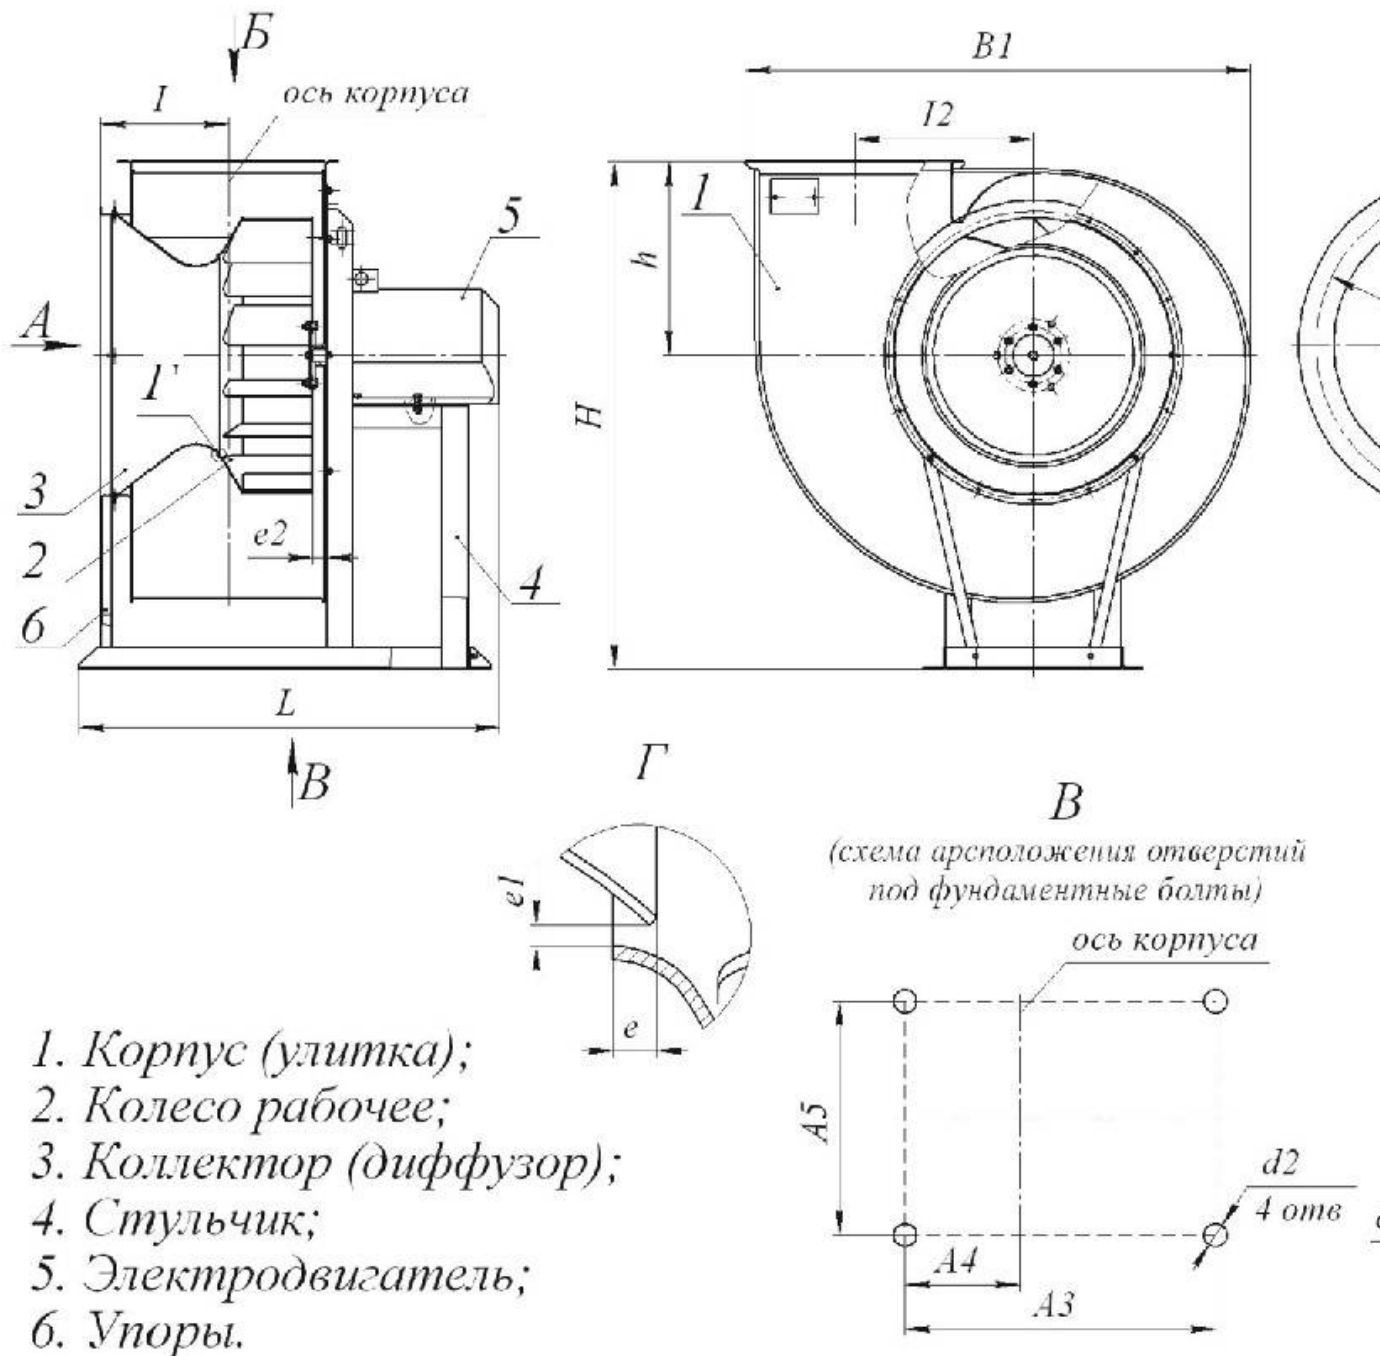 Б
I
ось корпуса
B1
I2
1
5
h
А
H
Г
3
e2
2
4
6
L
В
Г
В
(схема арсположения отверстий
под фундаментные болты)
e1
ось корпуса
e
A5
d2
4 отв
A4
A3
1. Корпус (улитка);
2. Колесо рабочее;
3. Коллектор (диффузор);
4. Стульчик;
5. Электродвигатель;
6. Упоры.